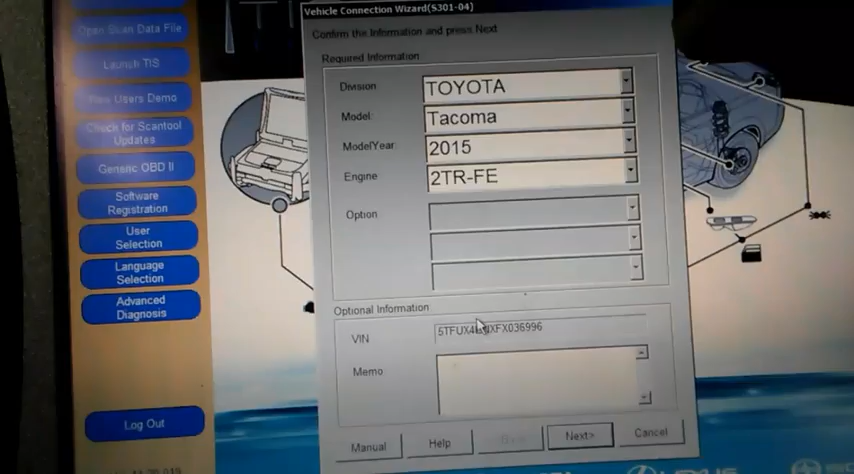 Vehicle Connection Wizard(S301-04)
Confirm the Information and press Next
Required Information
Division
TOYOTA
Model:
Tacoma
ModelYear
2015
Engine
2TR-FE
Option
Optional Information
VIN
Memo
Manual
Help
Next>
Cancel
Open Scan Data File
Launch TIS
New Users Demo
Check for Scantool
Updates
Generic OBD II
Software
Registration
User
Selection
Language
Selection
Advanced
Diagnosis
Log Out